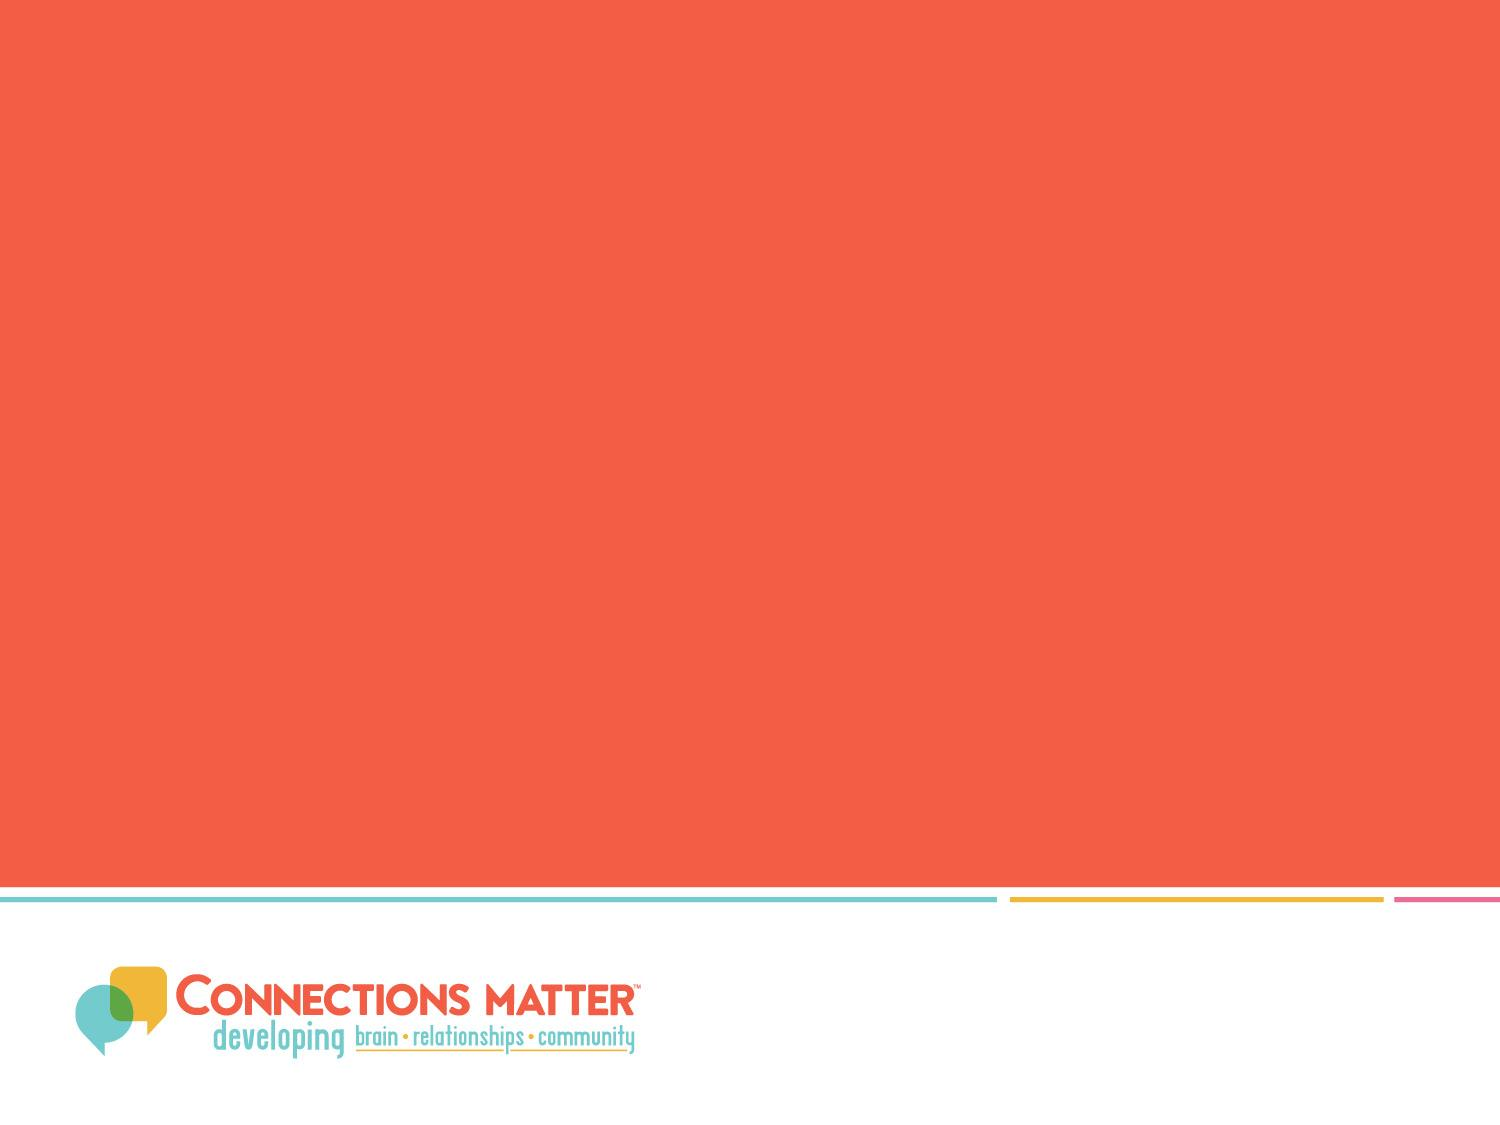 CONNECTIONS MATTER™
developing brain • relationships • community